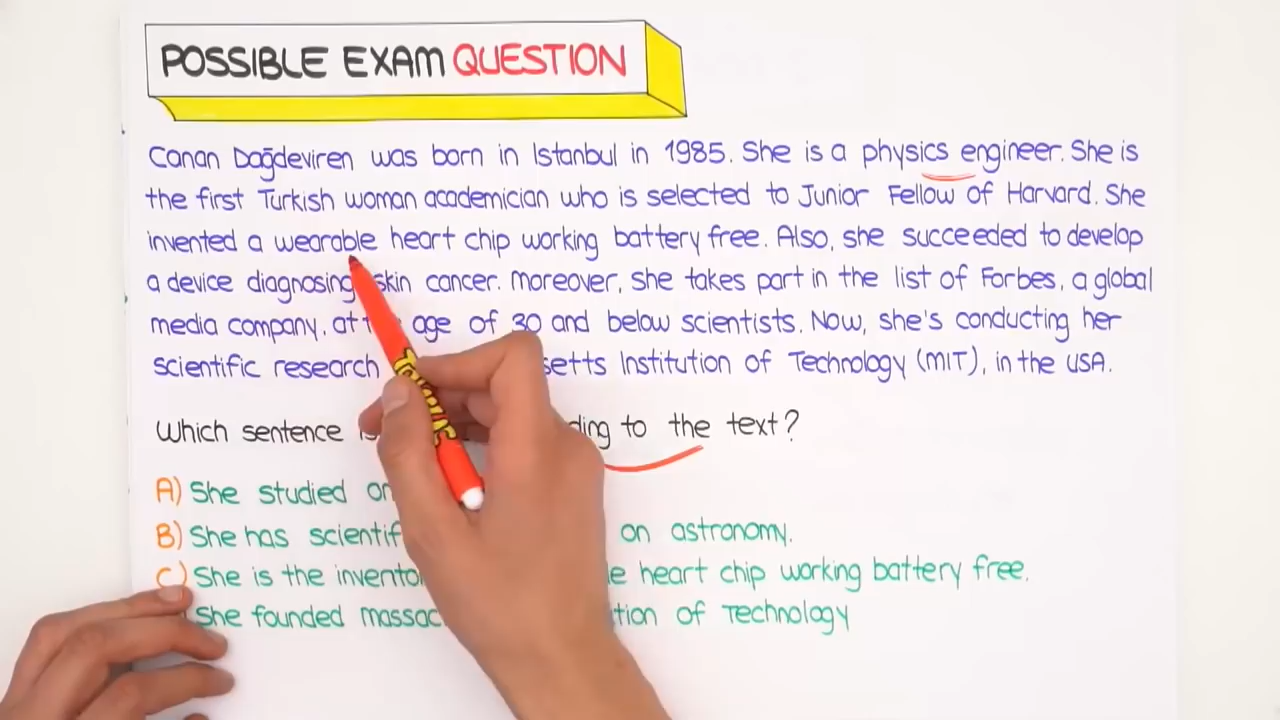 POSSIBLE EXAM QUESTION
Canan Dağdeviren was born in Istanbul in 1985. She is a physics engineer. She is
the first Turkish woman academician who is selected to Junior Fellow of Harvard. She
invented a wearable heart chip working battery free. Also, she succeeded to develop
a device diagnosing skin cancer. Moreover, she takes part in the list of Forbes, a global
media company, at age of 30 and below scientists. Now, she's conducting her
scientific research setts Institution of Technology (MIT), in the USA.
Which sentence ding to the text?
A) She studied on
B) She has scientif on astronomy.
C) She is the invento e heart chip working battery free.
She founded massac tion of Technology